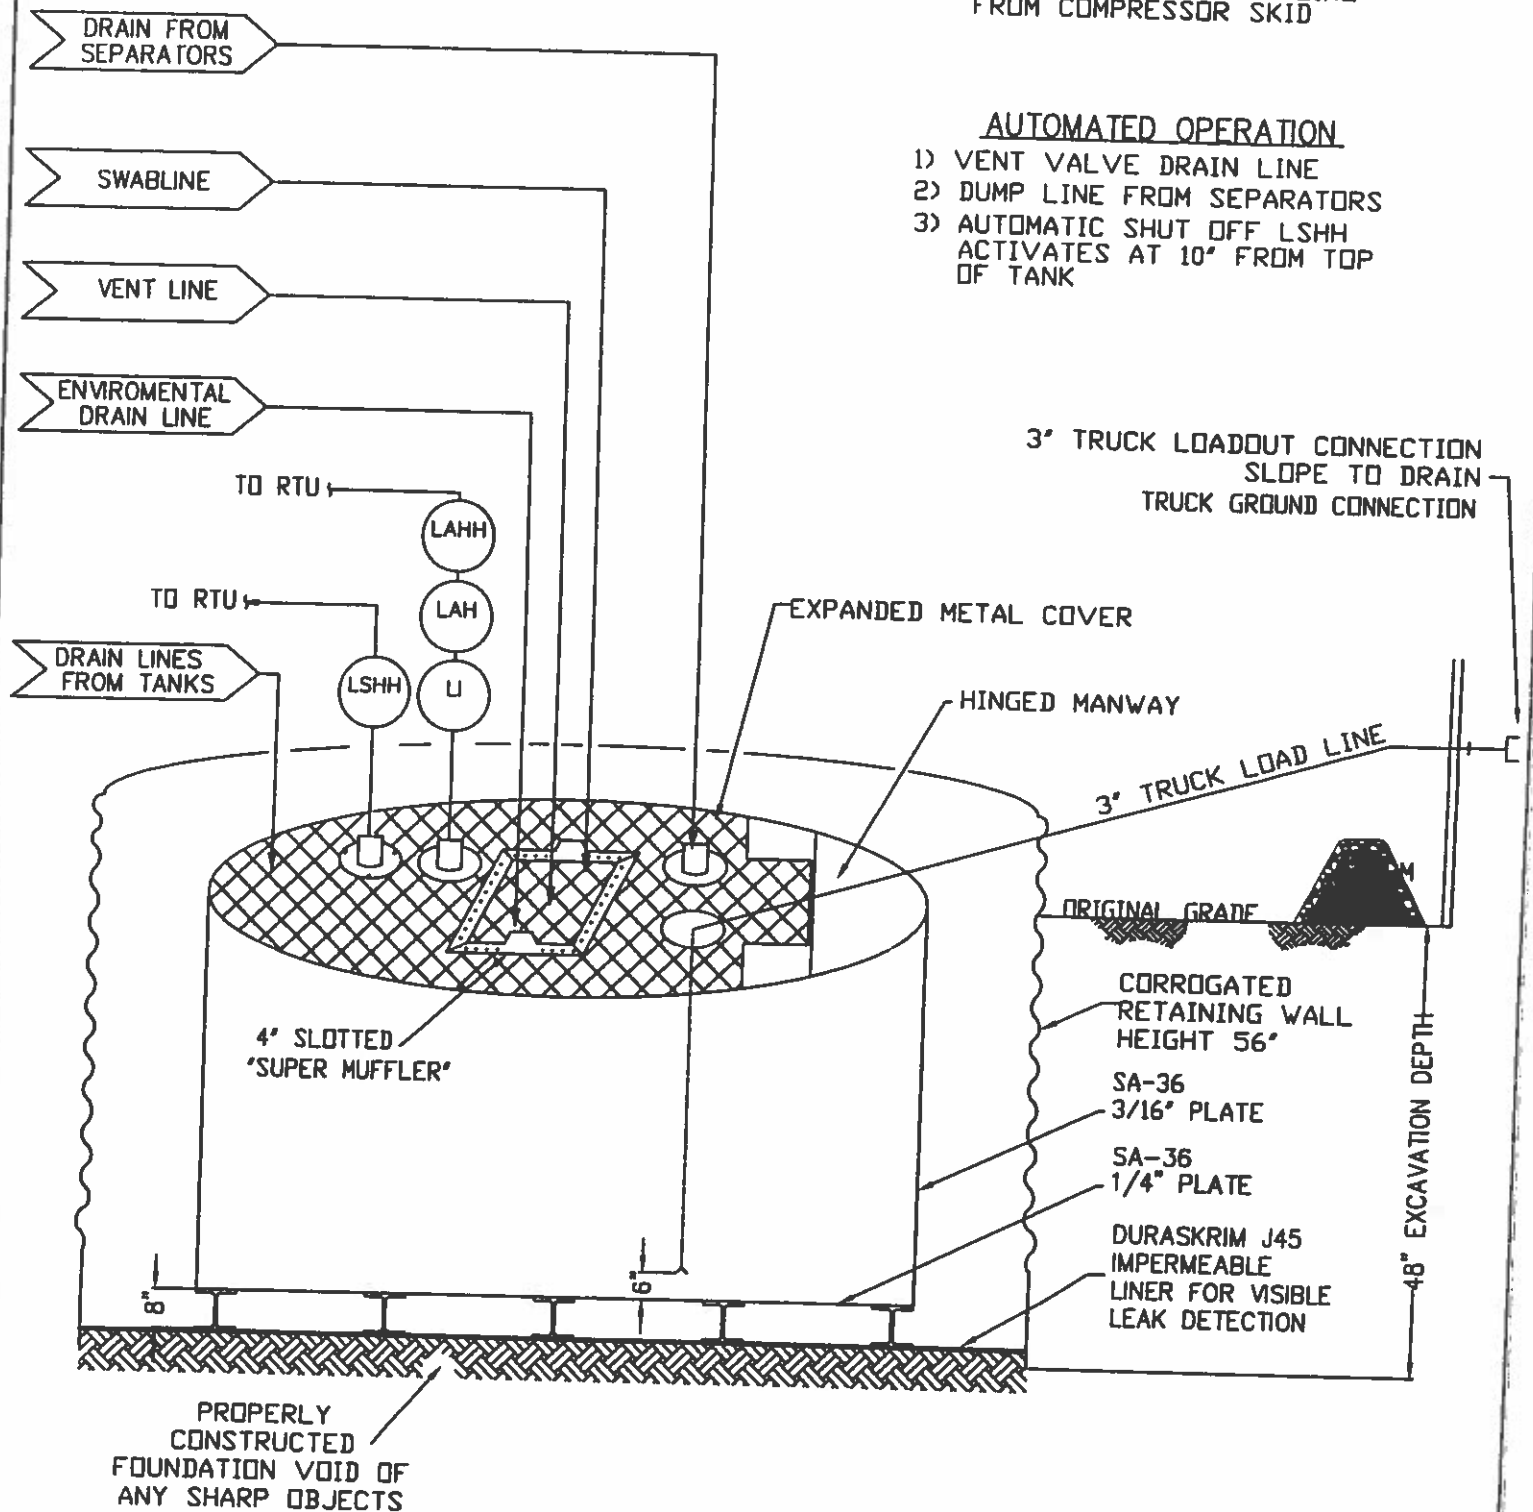 FROM COMPRESSOR SKID
DRAIN FROM
SEPARATORS
AUTOMATED OPERATION
1) VENT VALVE DRAIN LINE
2) DUMP LINE FROM SEPARATORS
3) AUTOMATIC SHUT OFF LSHH
ACTIVATES AT 10" FROM TOP
OF TANK
SWABLINE
VENT LINE
ENVIROMENTAL
DRAIN LINE
3" TRUCK LOADOUT CONNECTION
SLOPE TO DRAIN
TRUCK GROUND CONNECTION
TO RTU
LAHH
LAH
LI
TO RTU
LSHH
DRAIN LINES
FROM TANKS
EXPANDED METAL COVER
HINGED MANWAY
3" TRUCK LOAD LINE
ORIGINAL GRADE
M
4" SLOTTED
"SUPER MUFFLER"
CORROGATED
RETAINING WALL
HEIGHT 56"
SA-36
3/16" PLATE
SA-36
1/4" PLATE
DURASKRIM J45
IMPERMEABLE
LINER FOR VISIBLE
LEAK DETECTION
48" EXCAVATION DEPTH
8"
6"
PROPERLY
CONSTRUCTED
FOUNDATION VOID OF
ANY SHARP OBJECTS